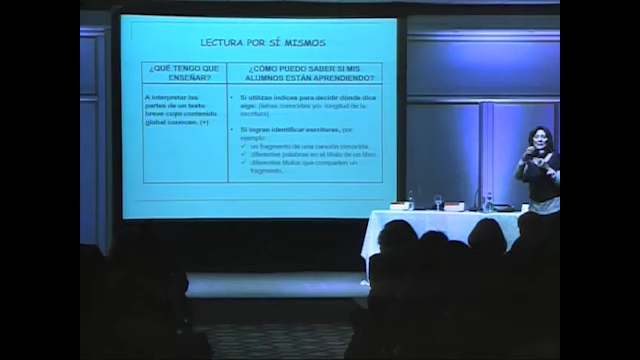 LECTURA POR SÍ MISMOS
¿QUÉ TENGO QUE
ENSEÑAR?
¿CÓMO PUEDO SABER SI MIS
ALUMNOS ESTÁN APRENDIENDO?
A interpretar las
partes de un texto
breve cuyo contenido
global conocen. (+)
• Si utilizan índices para decidir dónde dice
algo: (letras conocidas y/o longitud de la
escritura)
• Si logran identificar escrituras, por
ejemplo:
✓ un fragmento de una canción conocida.
✓ diferentes palabras en el título de un libro.
✓ diferentes títulos que comparten un
fragmento.